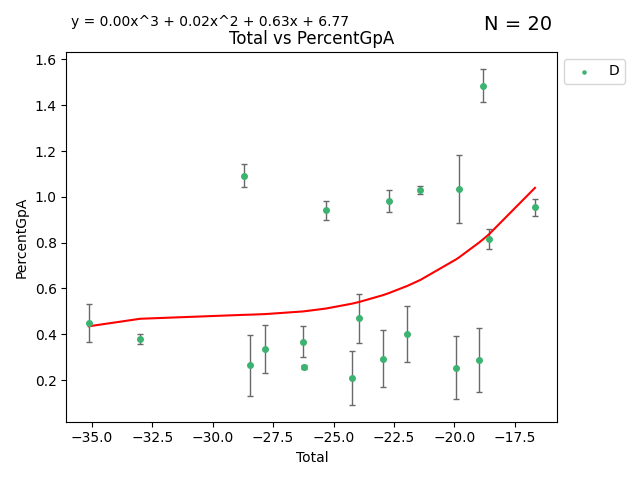 y = 0.00x^3 + 0.02x^2 + 0.63x + 6.77
N = 20
Total vs PercentGpA
D
PercentGpA
1.6
1.4
1.2
1.0
0.8
0.6
0.4
0.2
−35.0 −32.5 −30.0 −27.5 −25.0 −22.5 −20.0 −17.5
Total